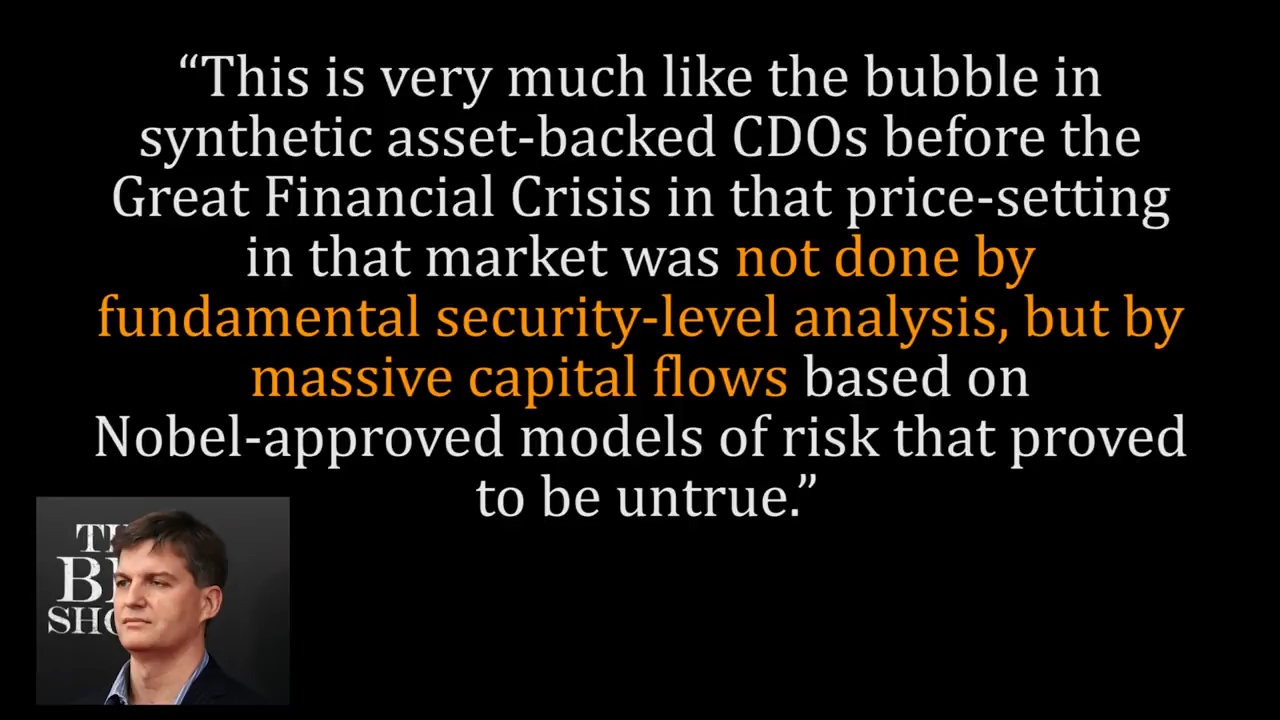 “This is very much like the bubble in
synthetic asset-backed CDOs before the
Great Financial Crisis in that price-setting
in that market was not done by
fundamental security-level analysis, but by
massive capital flows based on
Nobel-approved models of risk that proved
to be untrue.”